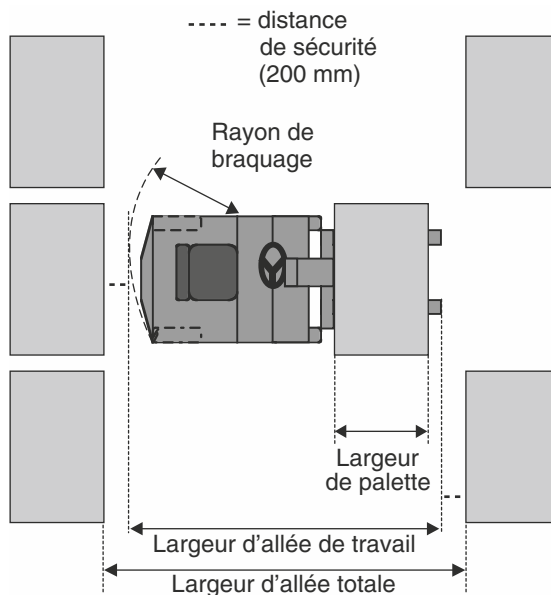 ---- = distance
de sécurité
(200 mm)
Rayon de
braquage
Largeur
de palette
Largeur d'allée de travail
Largeur d'allée totale